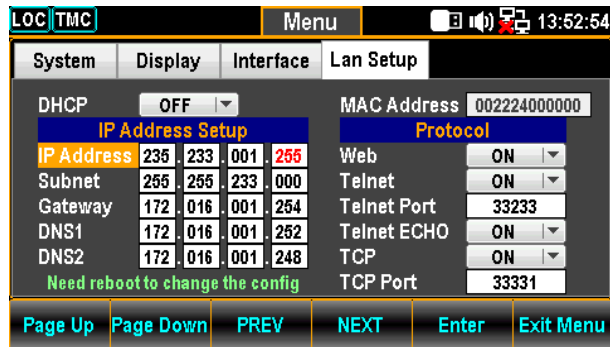 LOC TMC Menu 13:52:54
System Display Interface Lan Setup
DHCP OFF MAC Address 002224000000
IP Address Setup Protocol
IP Address 235 . 233 . 001 . 255 Web ON
Subnet 255 . 255 . 233 . 000 Telnet ON
Gateway 172 . 016 . 001 . 254 Telnet Port 33233
DNS1 172 . 016 . 001 . 252 Telnet ECHO ON
DNS2 172 . 016 . 001 . 248 TCP ON
Need reboot to change the config TCP Port 33331
Page Up Page Down PREV NEXT Enter Exit Menu